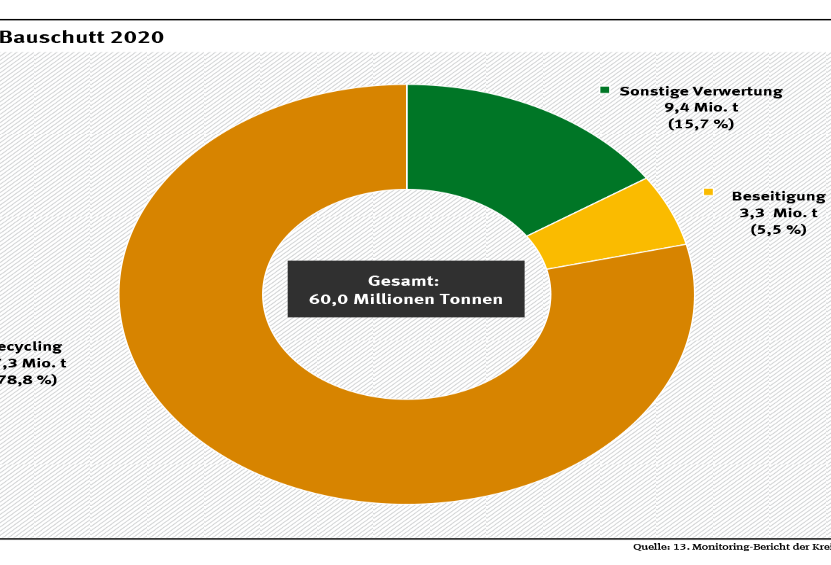 Bauschutt 2020
Sonstige Verwertung
9,4 Mio. t
(15,7 %)
Beseitigung
3,3 Mio. t
(5,5 %)
Gesamt:
60,0 Millionen Tonnen
ecycling
,3 Mio. t
78,8 %)
Quelle: 13. Monitoring-Bericht der Krei